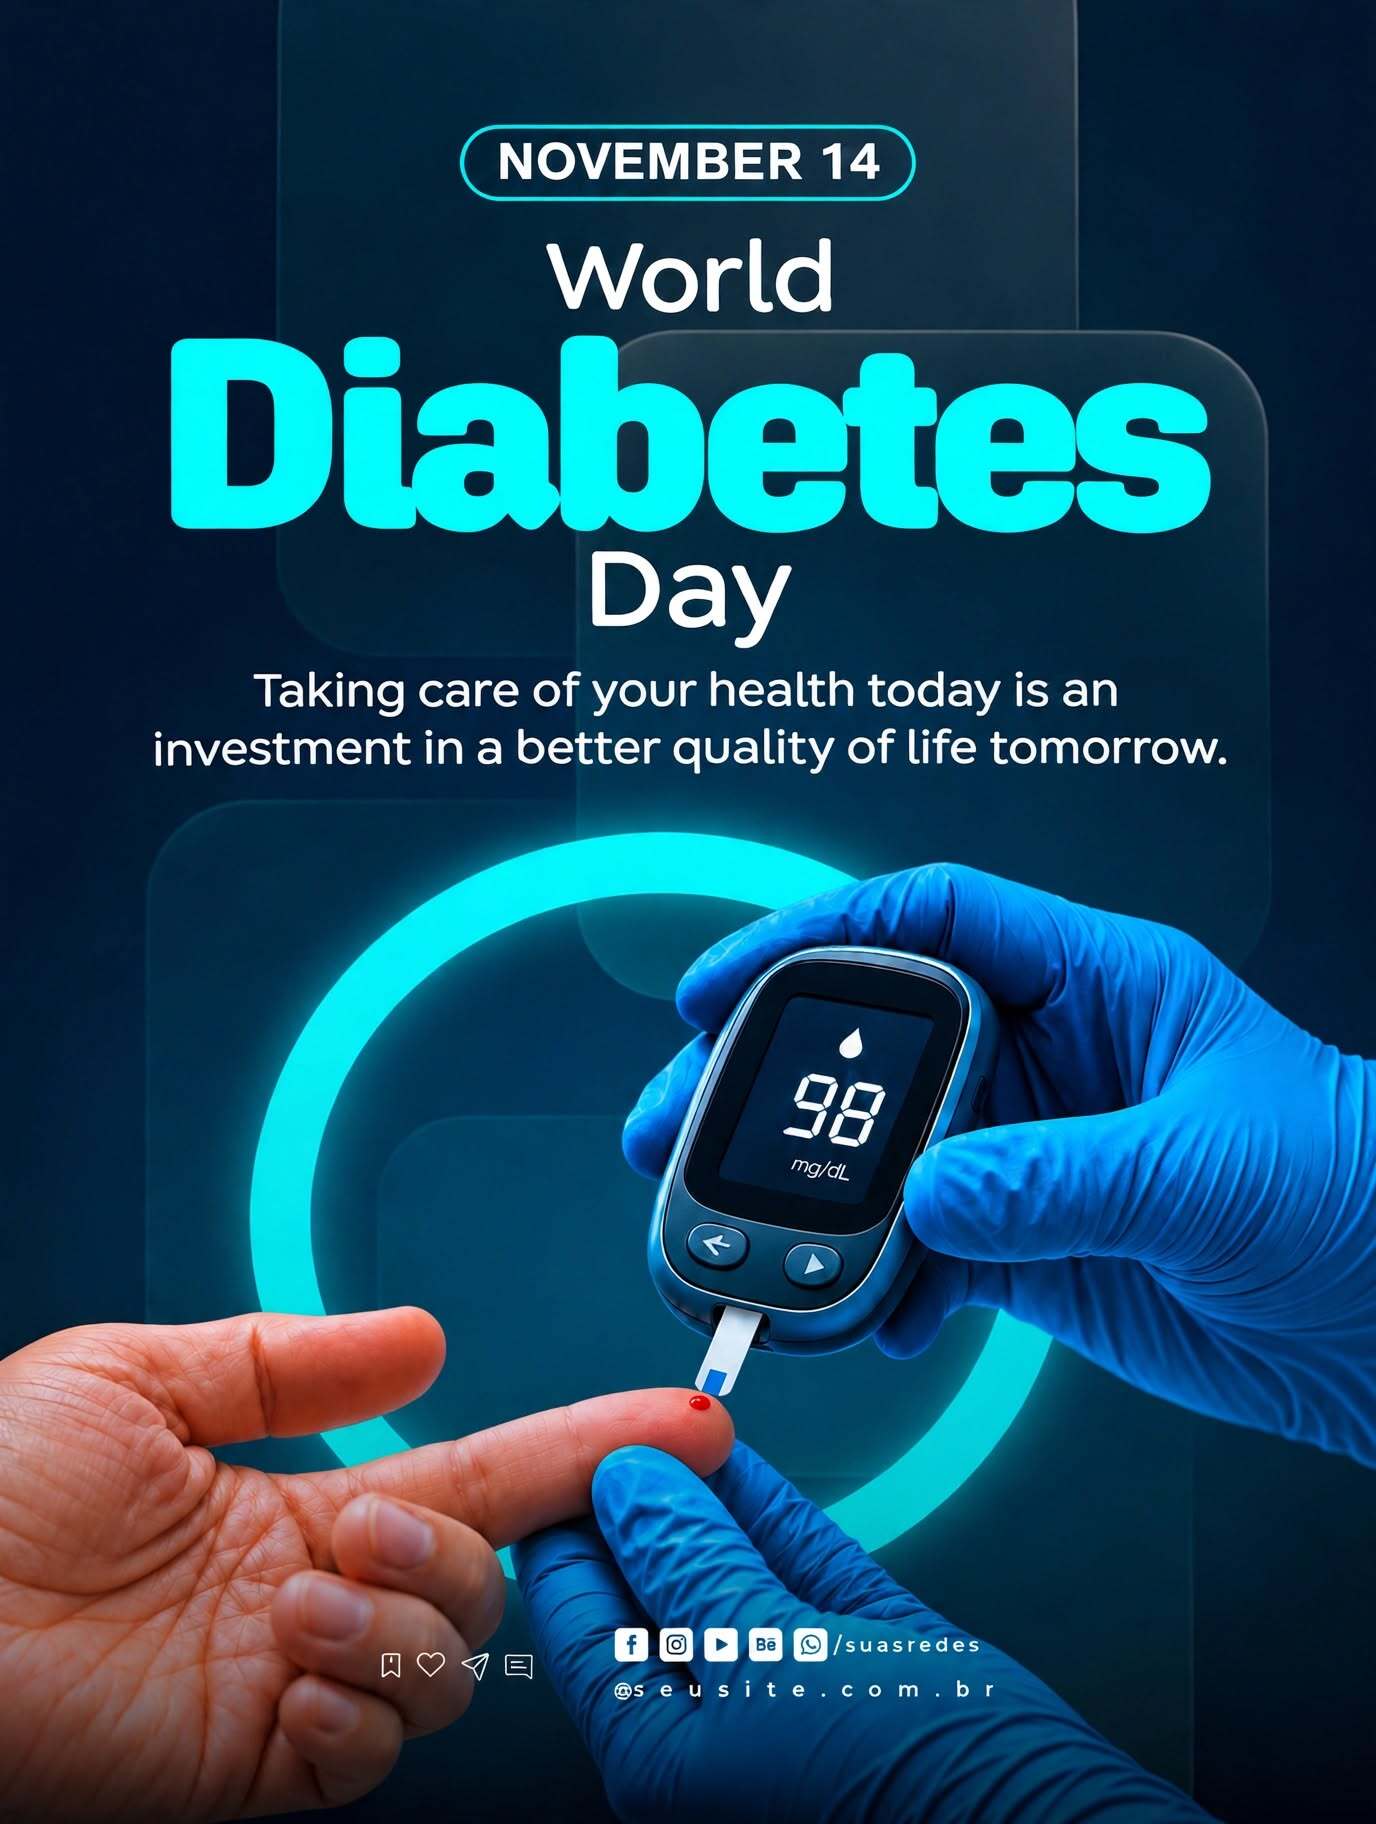 NOVEMBER 14
World
Diabetes
Day
Taking care of your health today is an
investment in a better quality of life tomorrow.
98
mg/dL
Bē /suasredes
@seusite.com.br